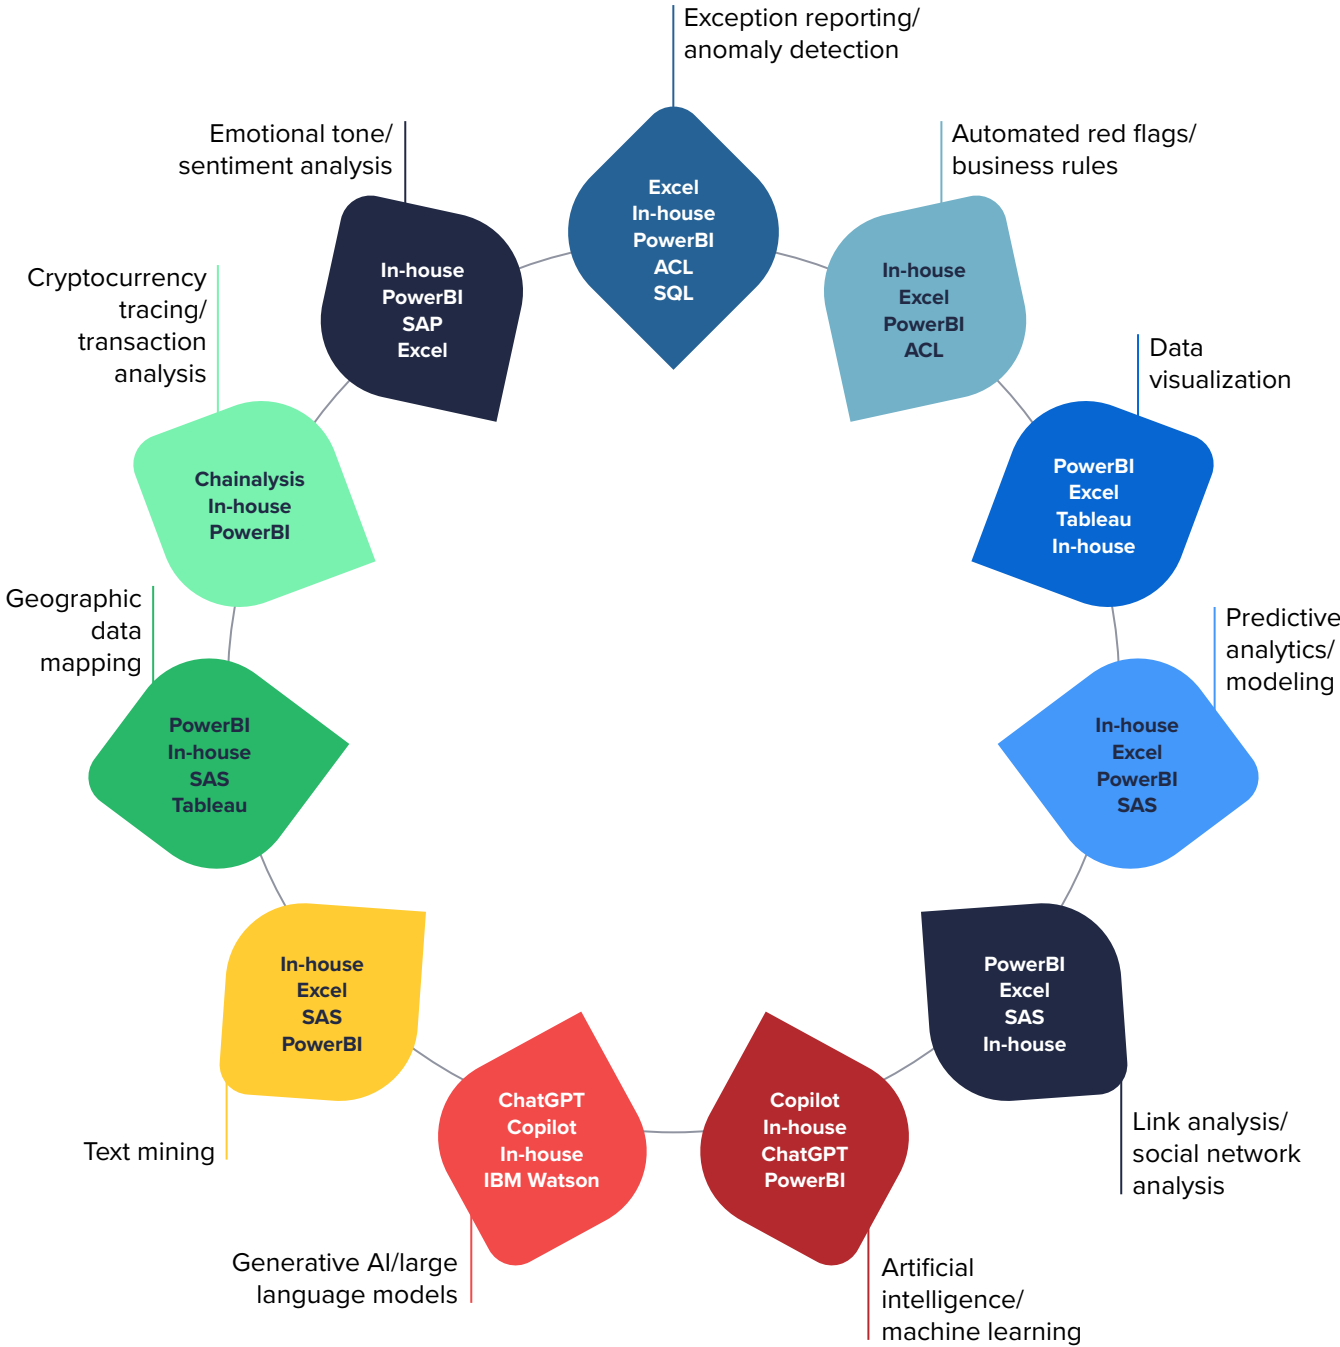 Exception reporting/
anomaly detection
Excel
In-house
PowerBI
ACL
SQL
Automated red flags/
business rules
In-house
Excel
PowerBI
ACL
Data
visualization
PowerBI
Excel
Tableau
In-house
Predictive
analytics/
modeling
In-house
Excel
PowerBI
SAS
Link analysis/
social network
analysis
PowerBI
Excel
SAS
In-house
Artificial
intelligence/
machine learning
Copilot
In-house
ChatGPT
PowerBI
Generative AI/large
language models
ChatGPT
Copilot
In-house
IBM Watson
Text mining
In-house
Excel
SAS
PowerBI
Geographic
data
mapping
PowerBI
In-house
SAS
Tableau
Cryptocurrency
tracing/
transaction
analysis
Chainalysis
In-house
PowerBI
Emotional tone/
sentiment analysis
In-house
PowerBI
SAP
Excel